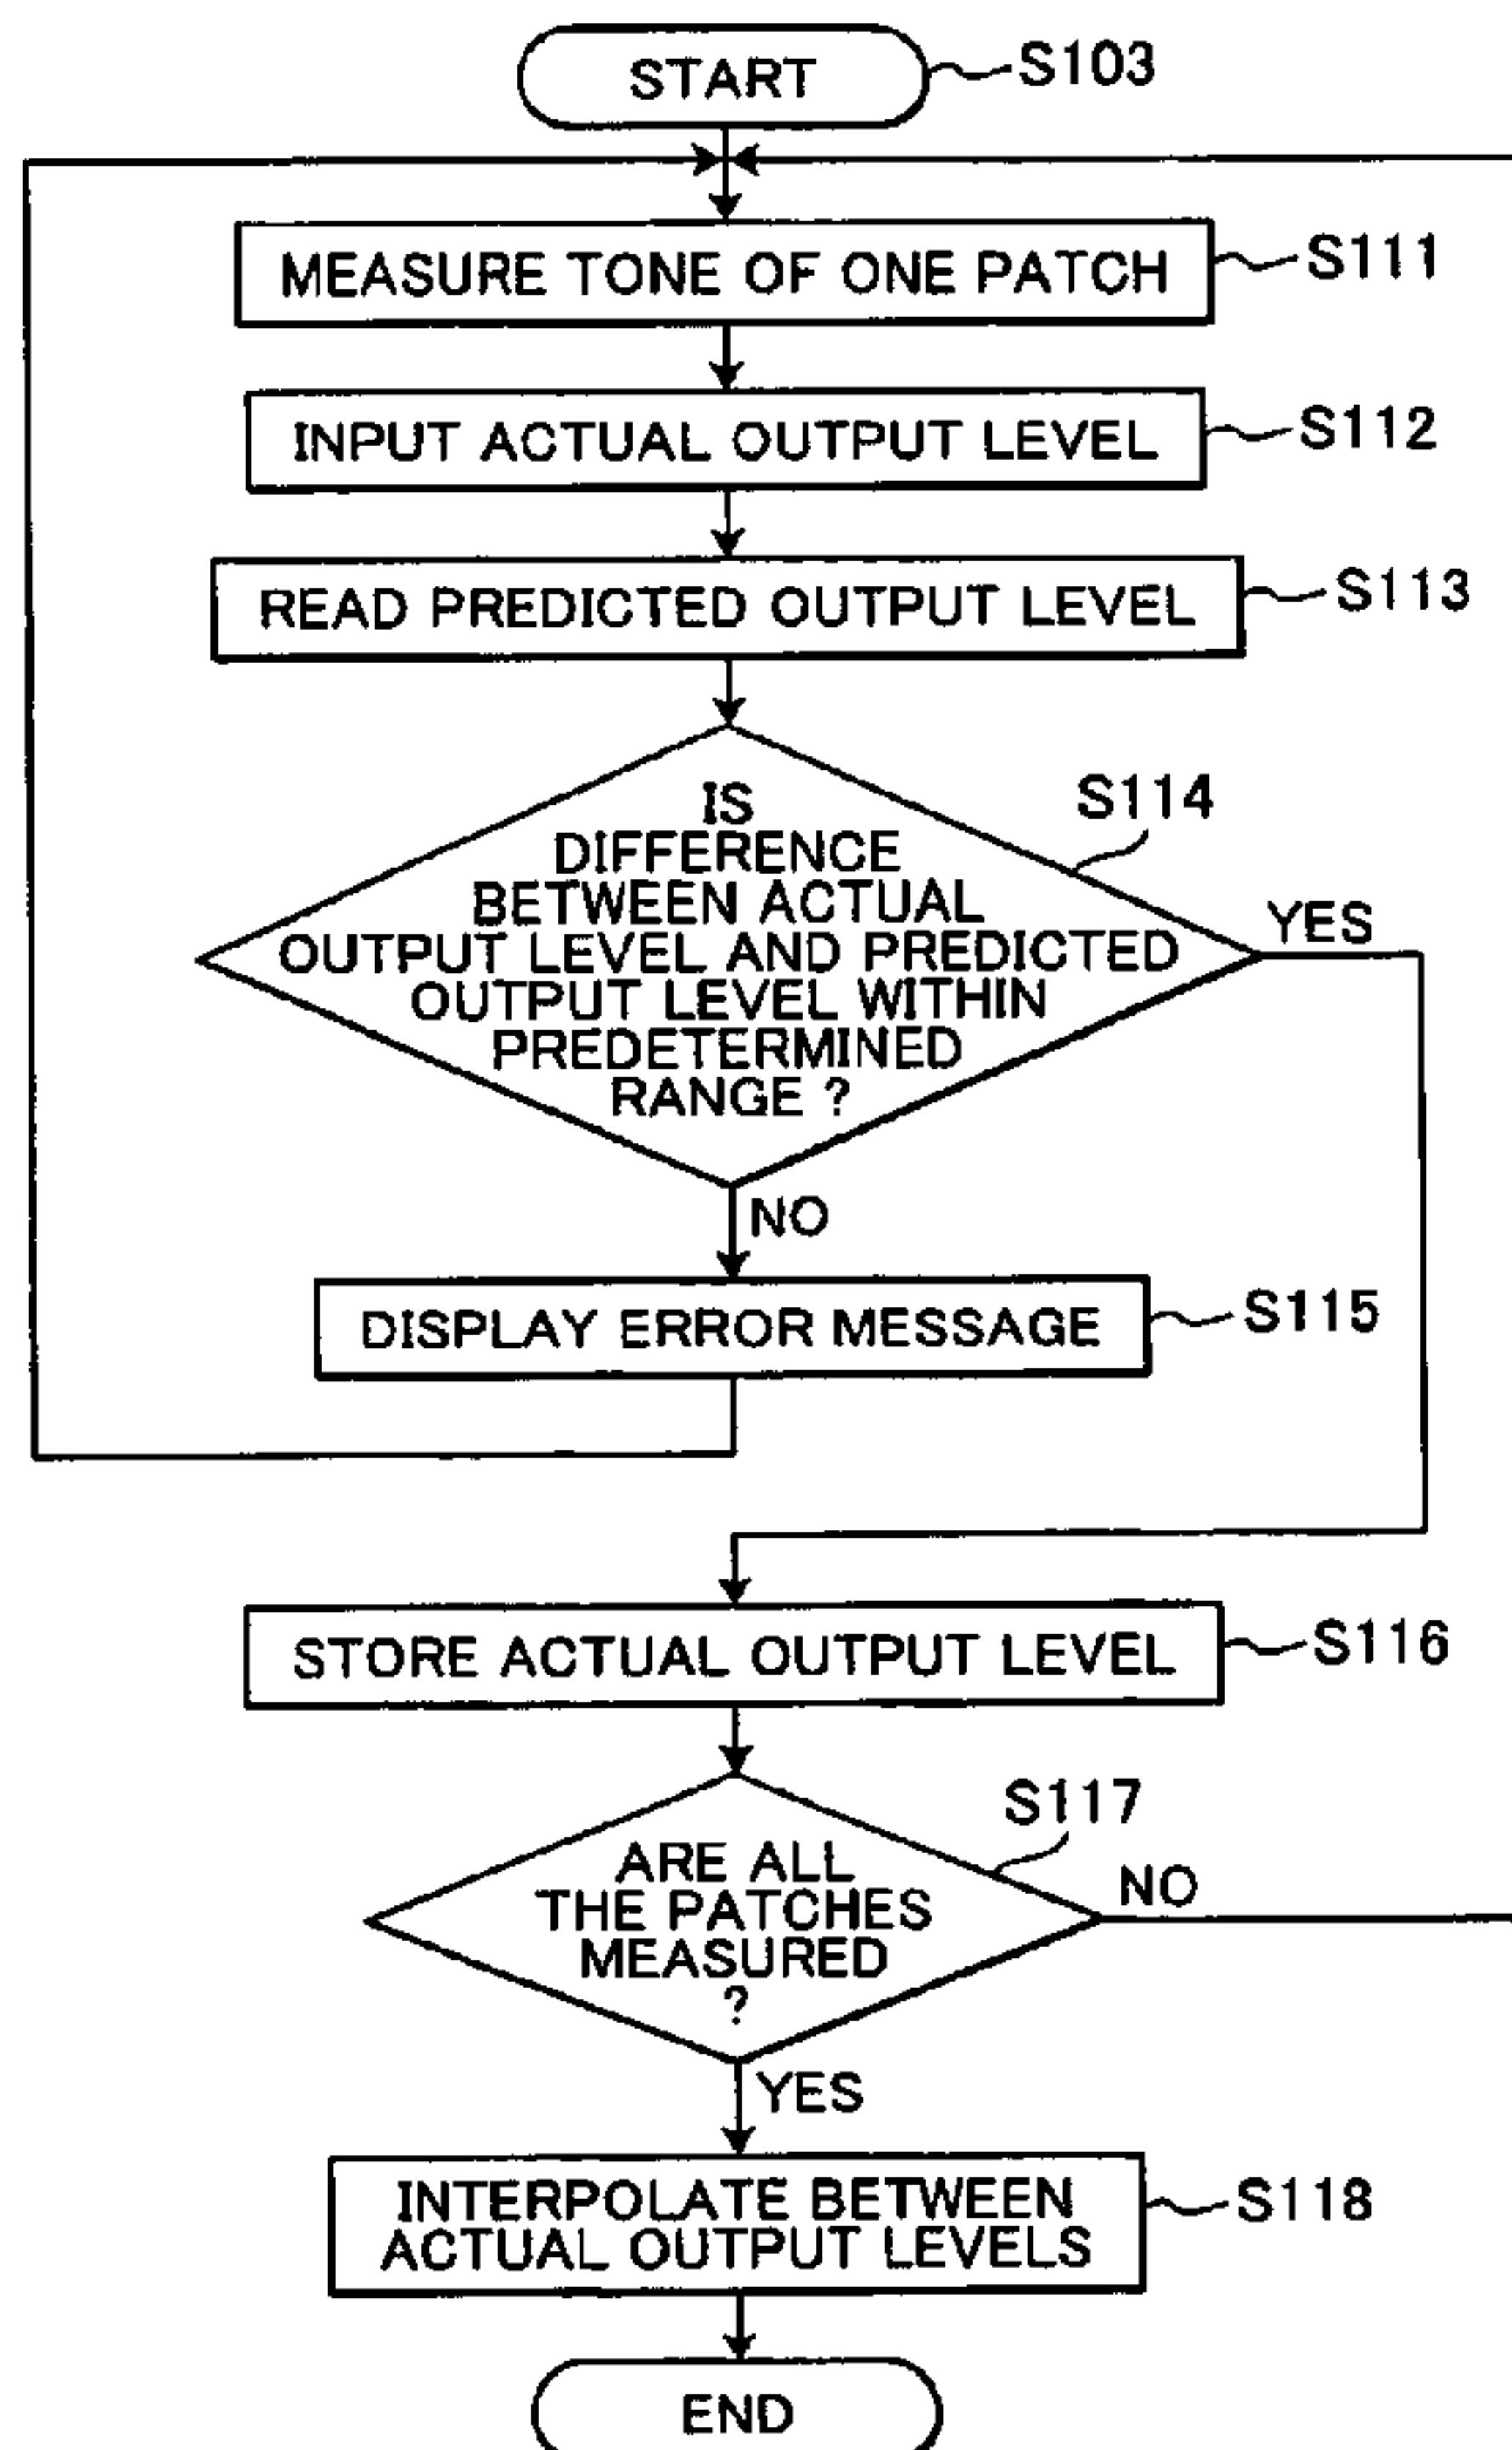 START
S103
MEASURE TONE OF ONE PATCH
S111
INPUT ACTUAL OUTPUT LEVEL
S112
READ PREDICTED OUTPUT LEVEL
S113
IS
DIFFERENCE
BETWEEN ACTUAL
OUTPUT LEVEL AND PREDICTED
OUTPUT LEVEL WITHIN
PREDETERMINED
RANGE ?
S114
YES
NO
DISPLAY ERROR MESSAGE
S115
STORE ACTUAL OUTPUT LEVEL
S116
ARE ALL
THE PATCHES
MEASURED
?
S117
NO
YES
INTERPOLATE BETWEEN
ACTUAL OUTPUT LEVELS
S118
END